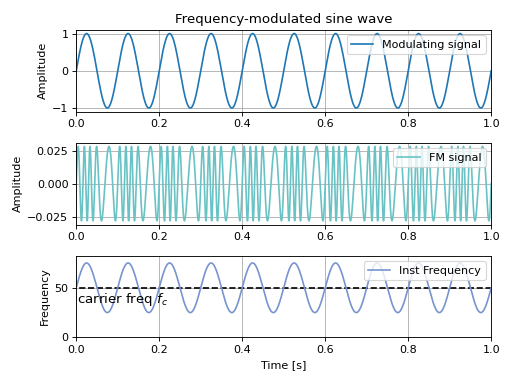 Frequency-modulated sine wave
1
0
−1
Amplitude
Modulating signal
0.0 0.2 0.4 0.6 0.8 1.0
0.025
0.000
−0.025
Amplitude
FM signal
0.0 0.2 0.4 0.6 0.8 1.0
50
0
Frequency
Inst Frequency
carrier freq f_c
0.0 0.2 0.4 0.6 0.8 1.0
Time [s]